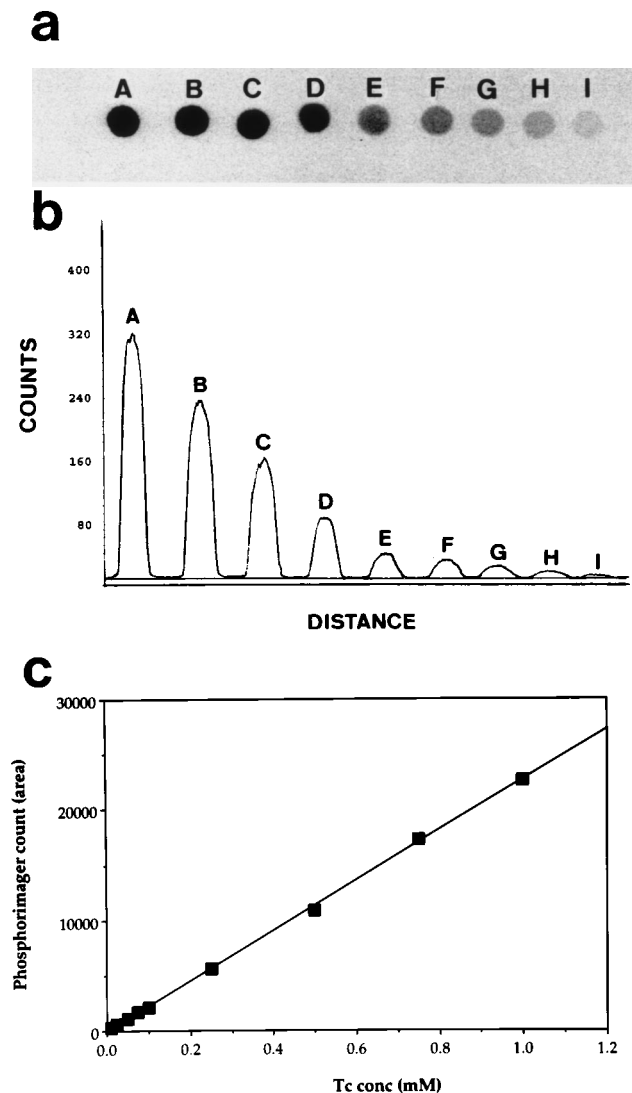 a
A B C D E F G H I
b
400
320
240
160
80
COUNTS
A
B
C
D
E
F
G
H
I
DISTANCE
c
30000
20000
10000
0
Phosphorimager count (area)
0.0 0.2 0.4 0.6 0.8 1.0 1.2
Tc conc (mM)